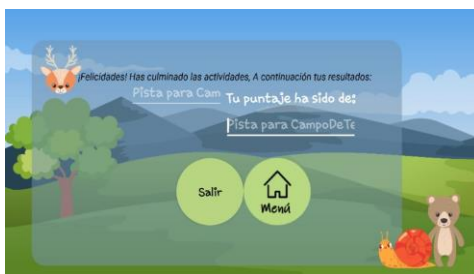 ¡Felicidades! Has culminado las actividades, A continuación tus resultados:
Pista para Cam Tu puntaje ha sido de:
Pista para CampoDeTe
Salir
Menú